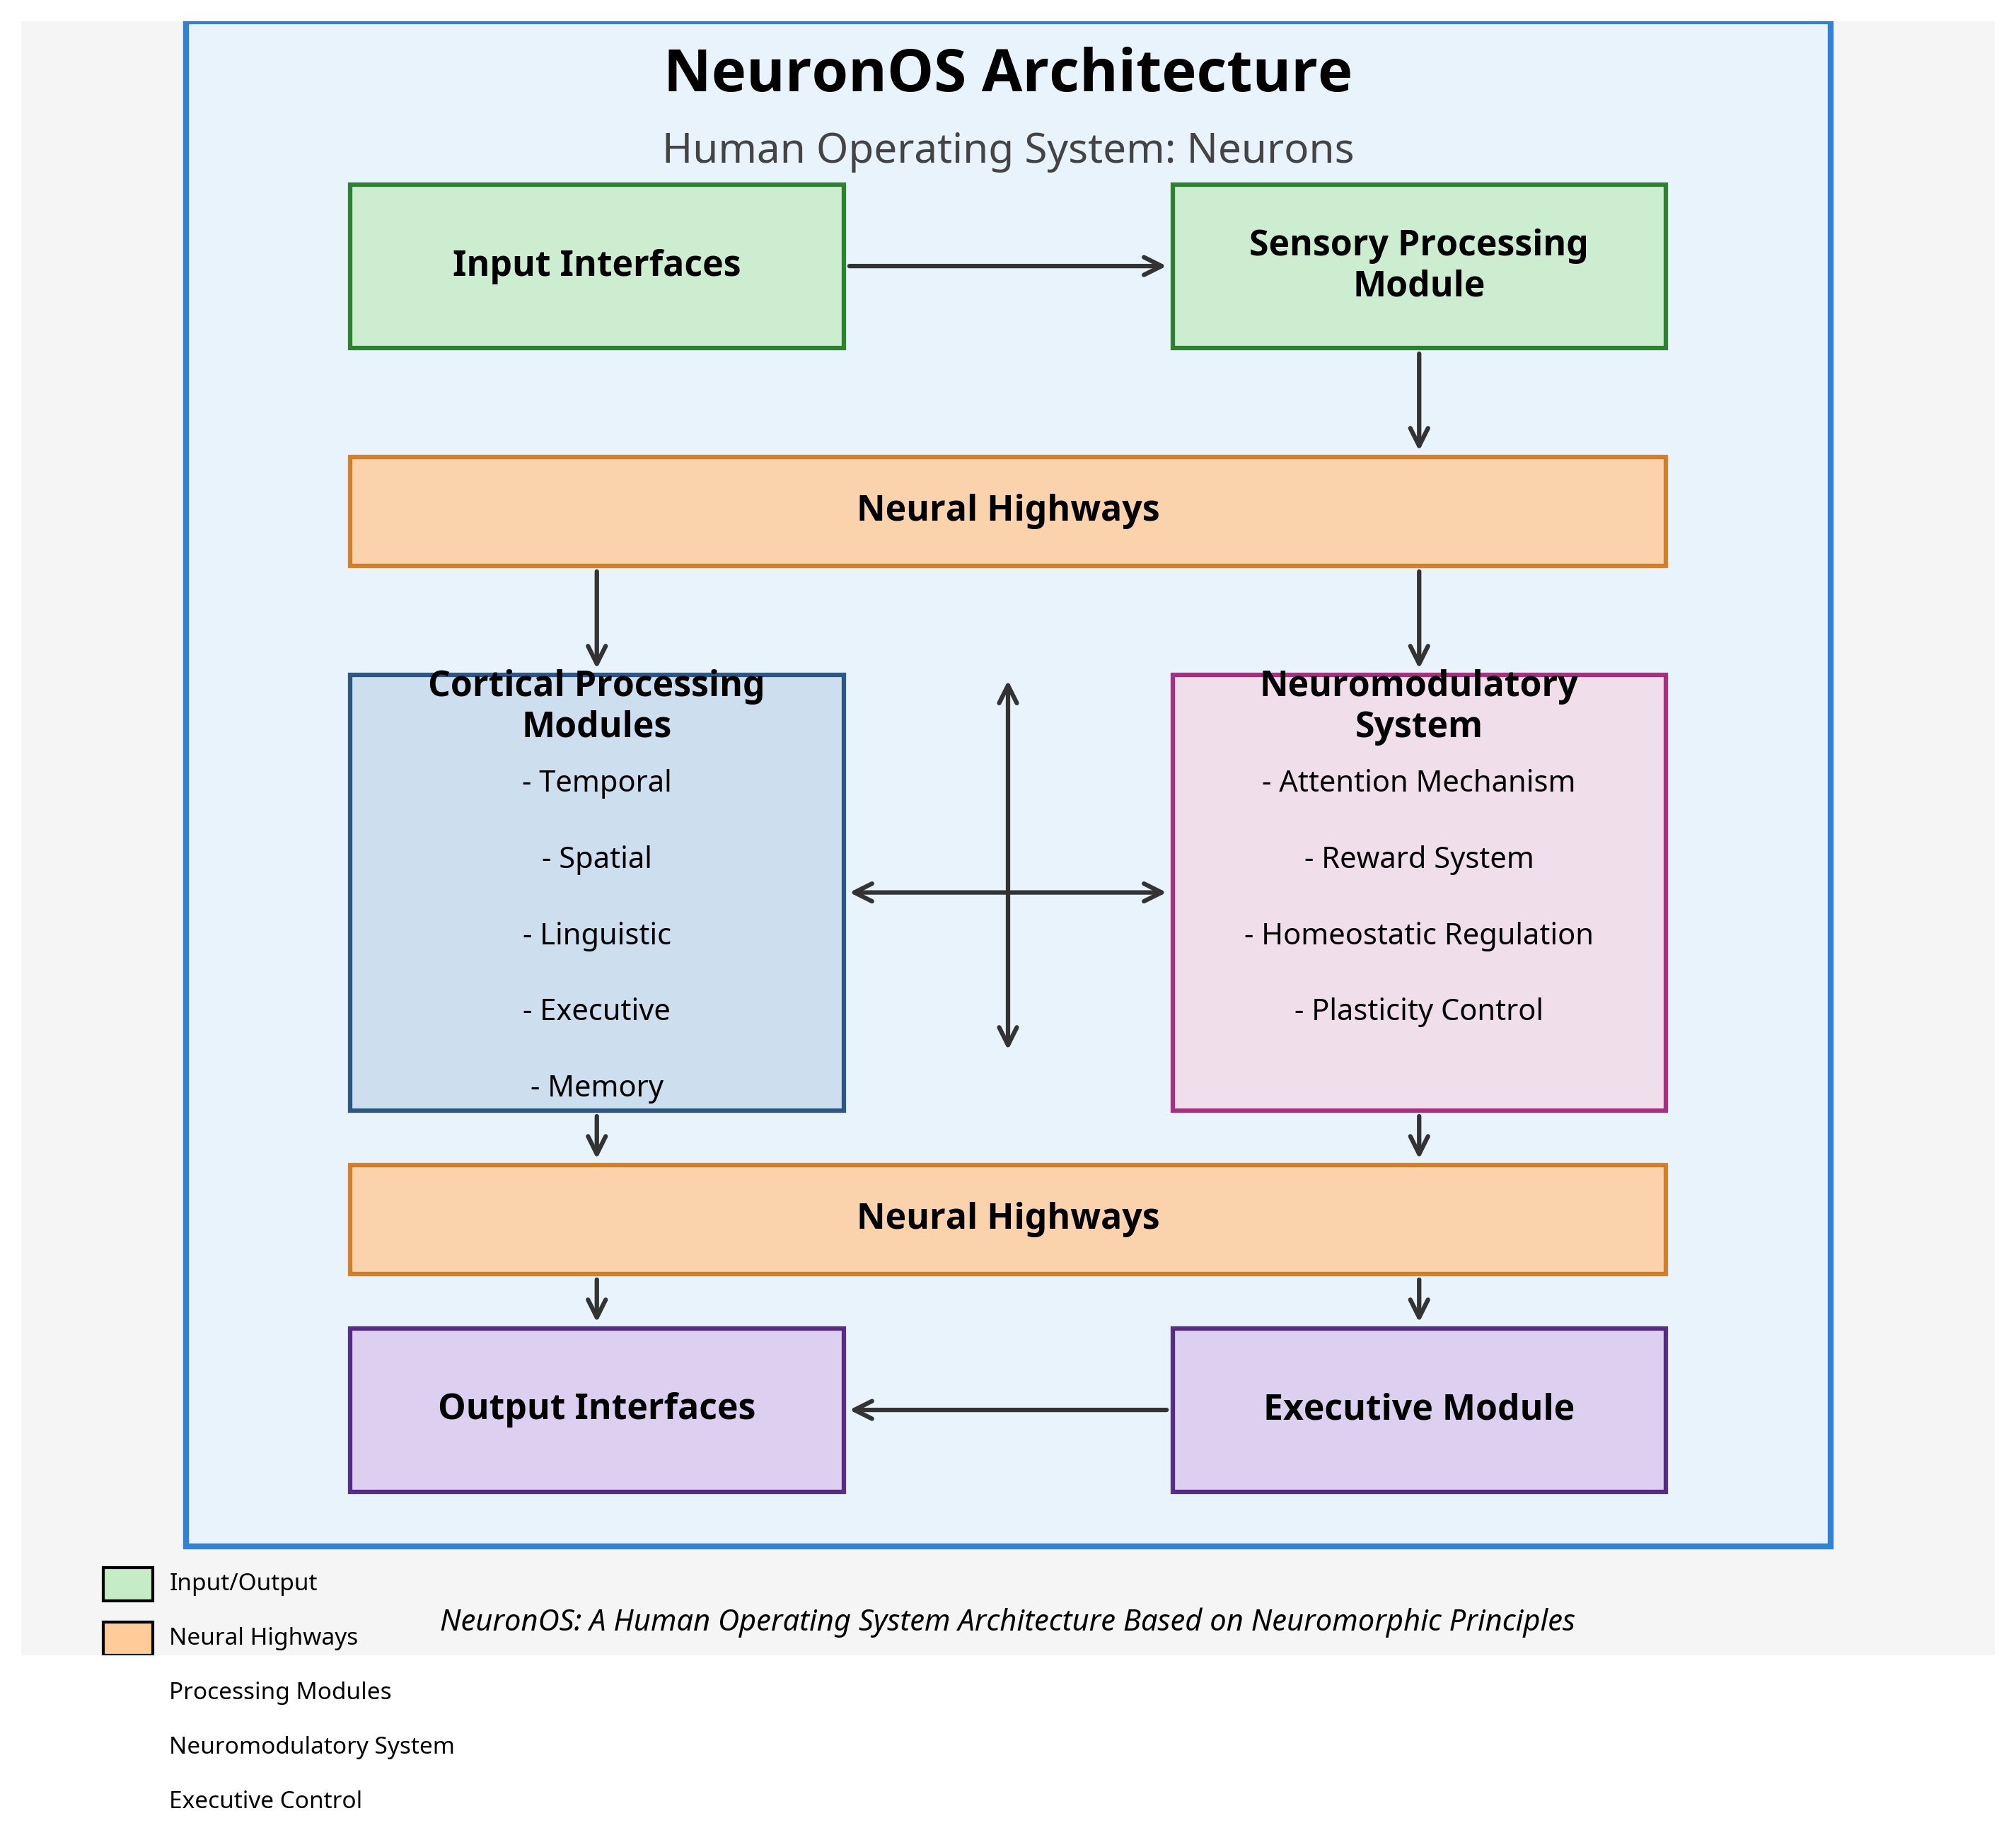 NeuronOS Architecture
Human Operating System: Neurons
Input Interfaces
Sensory Processing
Module
Neural Highways
Cortical Processing
Modules
- Temporal
- Spatial
- Linguistic
- Executive
- Memory
Neuromodulatory
System
- Attention Mechanism
- Reward System
- Homeostatic Regulation
- Plasticity Control
Neural Highways
Output Interfaces
Executive Module
Input/Output
Neural Highways
Processing Modules
Neuromodulatory System
Executive Control
NeuronOS: A Human Operating System Architecture Based on Neuromorphic Principles